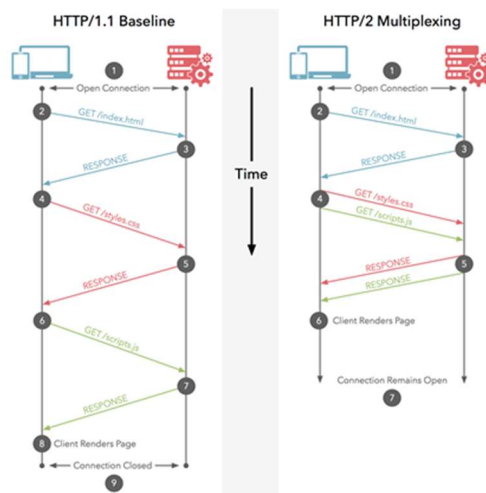 HTTP/1.1 Baseline
1
Open Connection
2
GET /index.html
3
RESPONSE
4
GET /styles.css
5
RESPONSE
6
GET /scripts.js
7
RESPONSE
8 Client Renders Page
Connection Closed
9
Time
HTTP/2 Multiplexing
1
Open Connection
2
GET /index.html
3
RESPONSE
4
GET /styles.css
GET /scripts.js
5
RESPONSE
RESPONSE
6 Client Renders Page
Connection Remains Open
7